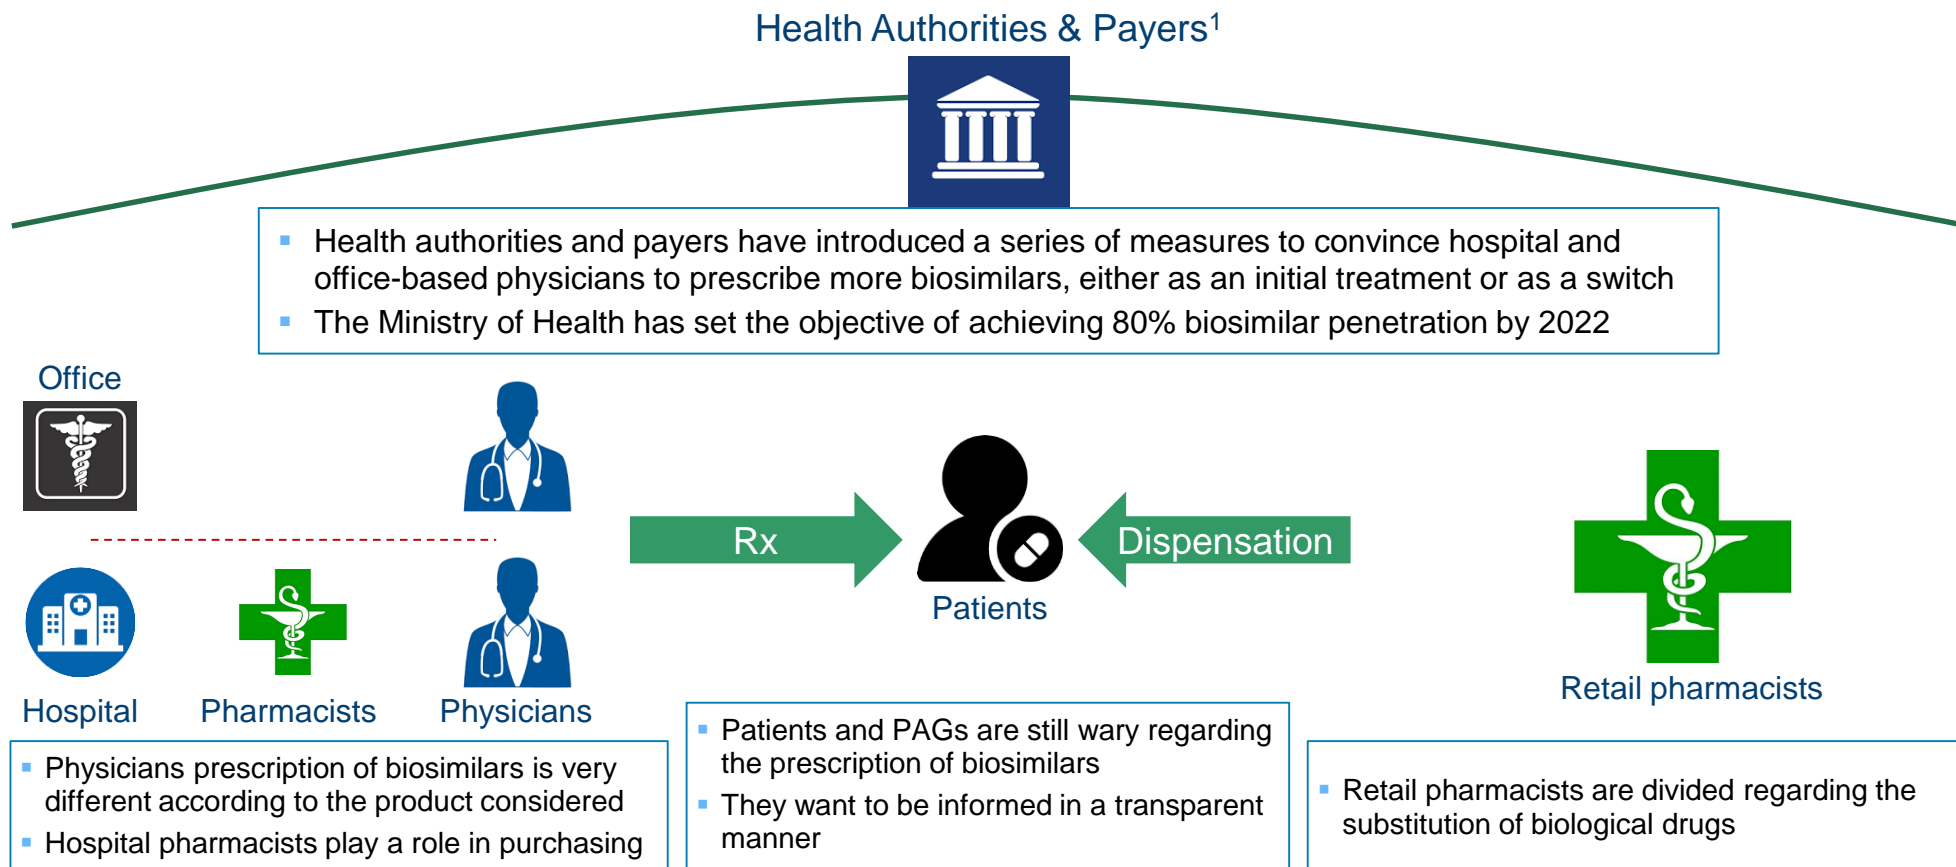 Health Authorities & Payers¹
▪ Health authorities and payers have introduced a series of measures to convince hospital and
office-based physicians to prescribe more biosimilars, either as an initial treatment or as a switch
▪ The Ministry of Health has set the objective of achieving 80% biosimilar penetration by 2022
Office
Rx
Dispensation
Patients
Hospital
Pharmacists
Physicians
Retail pharmacists
▪ Physicians prescription of biosimilars is very
different according to the product considered
▪ Hospital pharmacists play a role in purchasing
▪ Patients and PAGs are still wary regarding
the prescription of biosimilars
▪ They want to be informed in a transparent
manner
▪ Retail pharmacists are divided regarding the
substitution of biological drugs